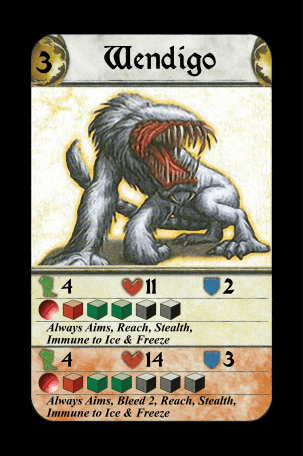 3 Wendigo
4 11 2
Always Aims, Reach, Stealth,
Immune to Ice & Freeze
4 14 3
Always Aims, Bleed 2, Reach, Stealth,
Immune to Ice & Freeze